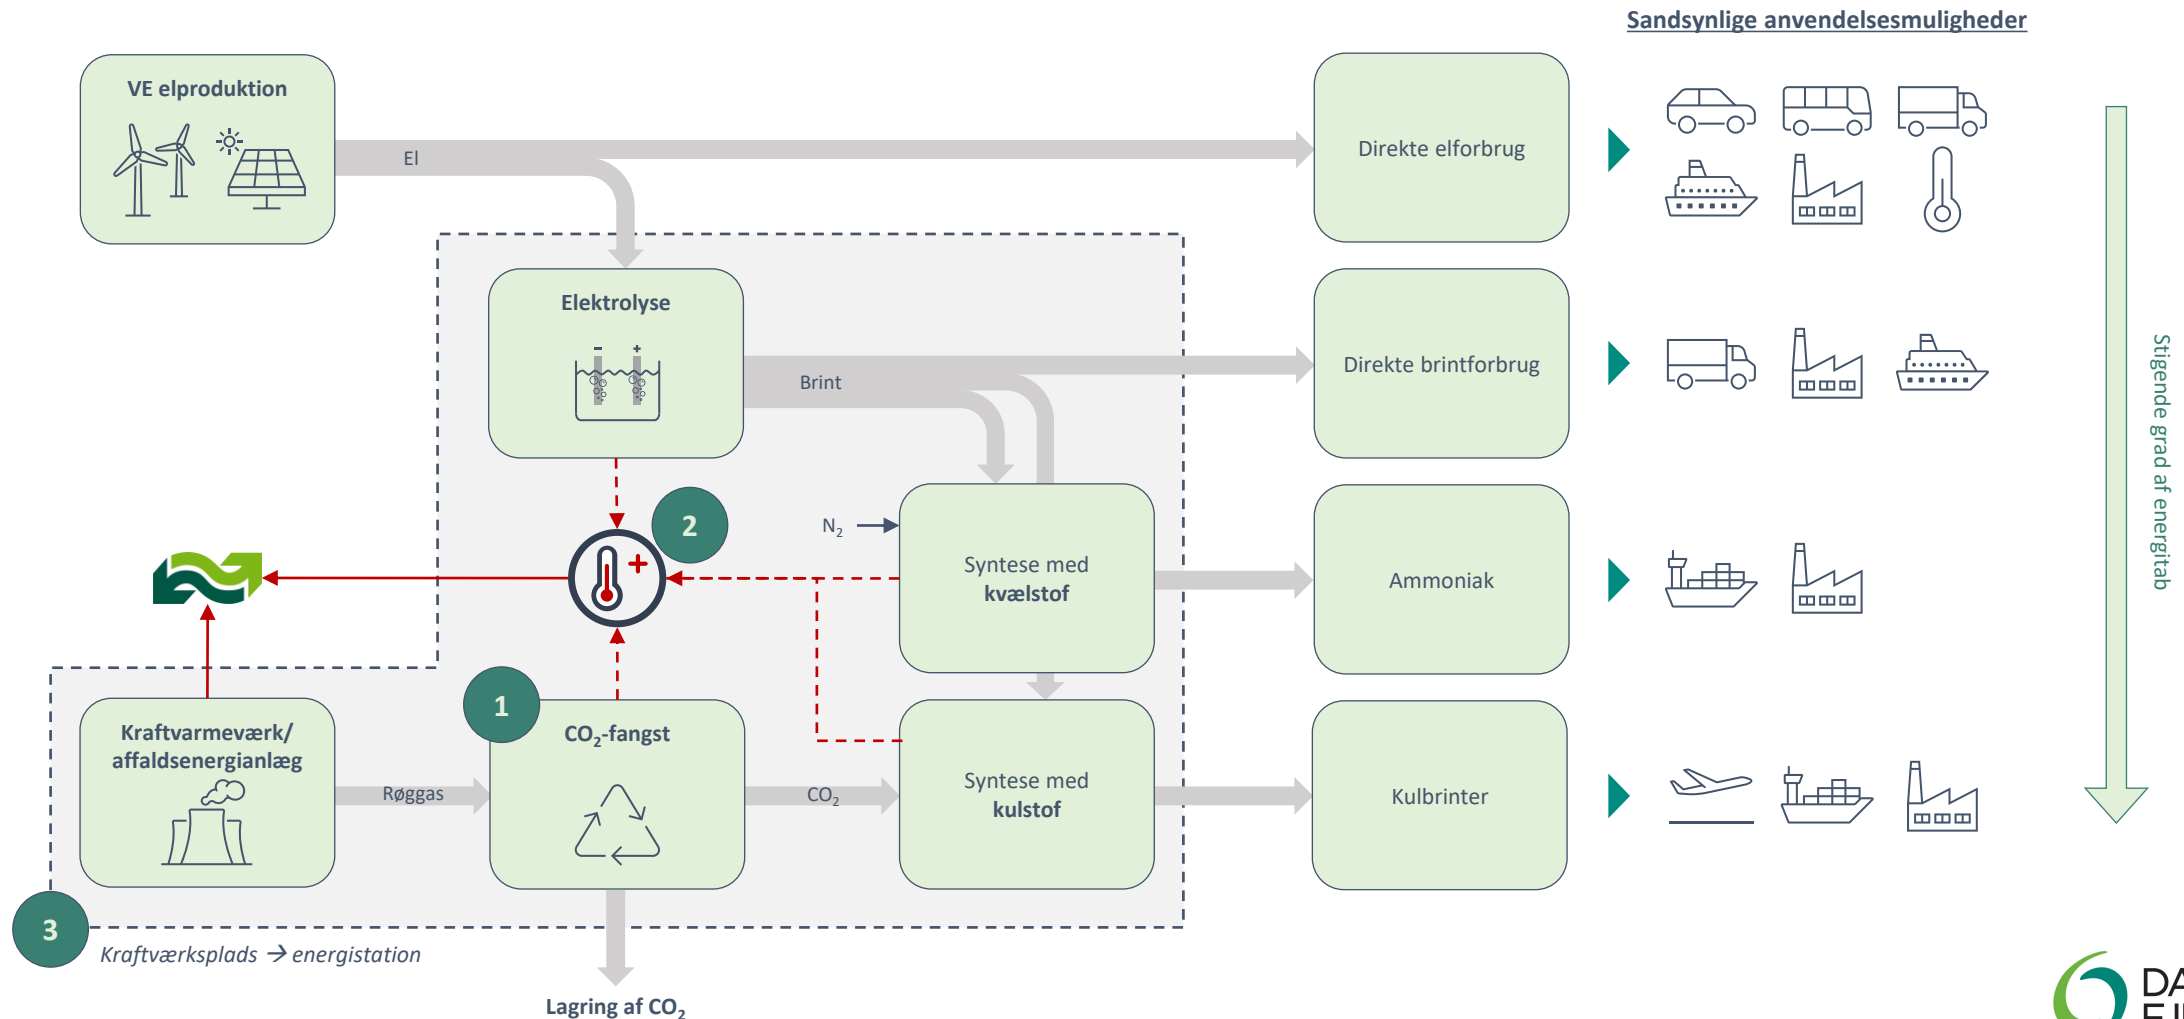 Sandsynlige anvendelsesmuligheder
VE elproduktion
El
Direkte elforbrug
Elektrolyse
Brint
Direkte brintforbrug
Stigende grad af energitab
2
N₂
Syntese med
kvælstof
Ammoniak
1
Kraftvarmeværk/
affaldsenergianlæg
Røggas
CO₂-fangst
CO₂
Syntese med
kulstof
Kulbrinter
3
Kraftværksplads → energistation
Lagring af CO₂